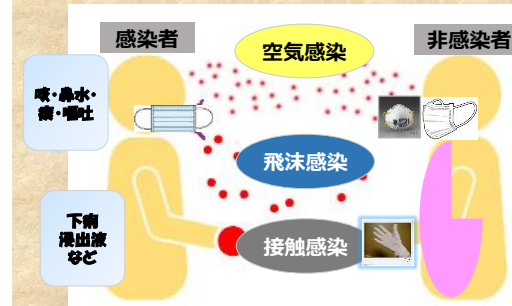 感染者
空気感染
非感染者
咳・鼻水・
痰・嘔吐
飛沫感染
下痢
浸出液
など
接触感染